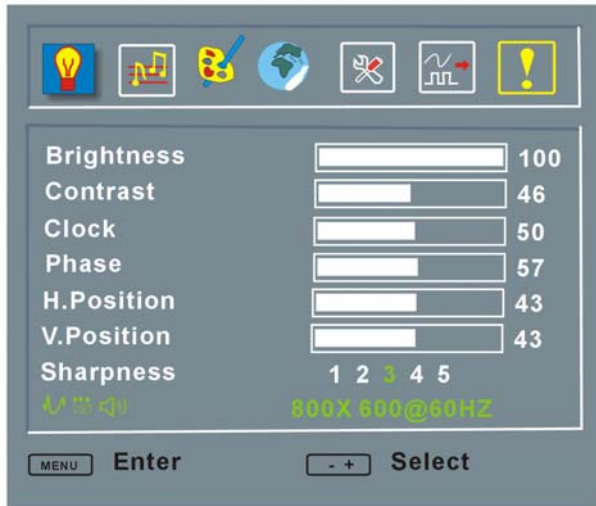 Brightness 100
Contrast 46
Clock 50
Phase 57
H.Position 43
V.Position 43
Sharpness 1 2 3 4 5
800X 600@60HZ
MENU Enter - + Select